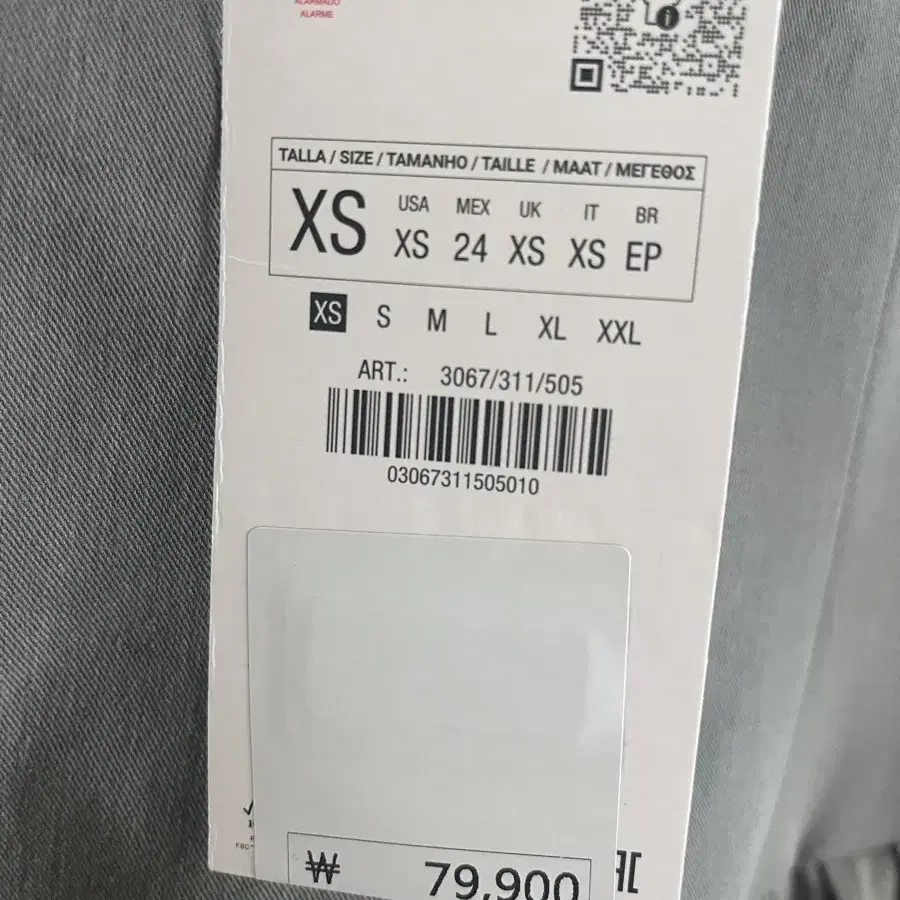 ALARMADO
ALARME
TALLA / SIZE / TAMANHO / TAILLE / MAAT / ΜΕΓΕΘΟΣ
XS USA MEX UK IT BR
XS 24 XS XS EP
XS S M L XL XXL
ART.: 3067/311/505
03067311505010
₩ 79,900